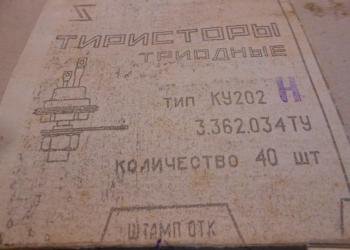 ТИРИСТОРЫ
ТРИОДНЫЕ
ТИП КУ202 Н
3.362.034ТУ
КОЛИЧЕСТВО 40 ШТ
ШТАМП ОТК